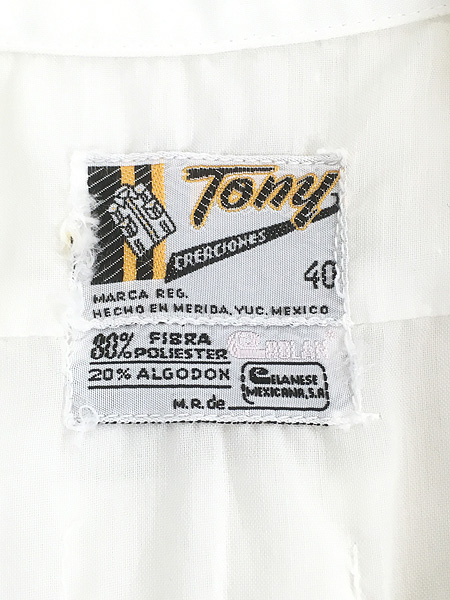 Tony
CREACIONES
40
MARCA REG.
HECHO EN MERIDA, YUC. MEXICO
80% FIBRA POLIESTER
20% ALGODON
CELANESE MEXICANA, S.A.
M.R. de